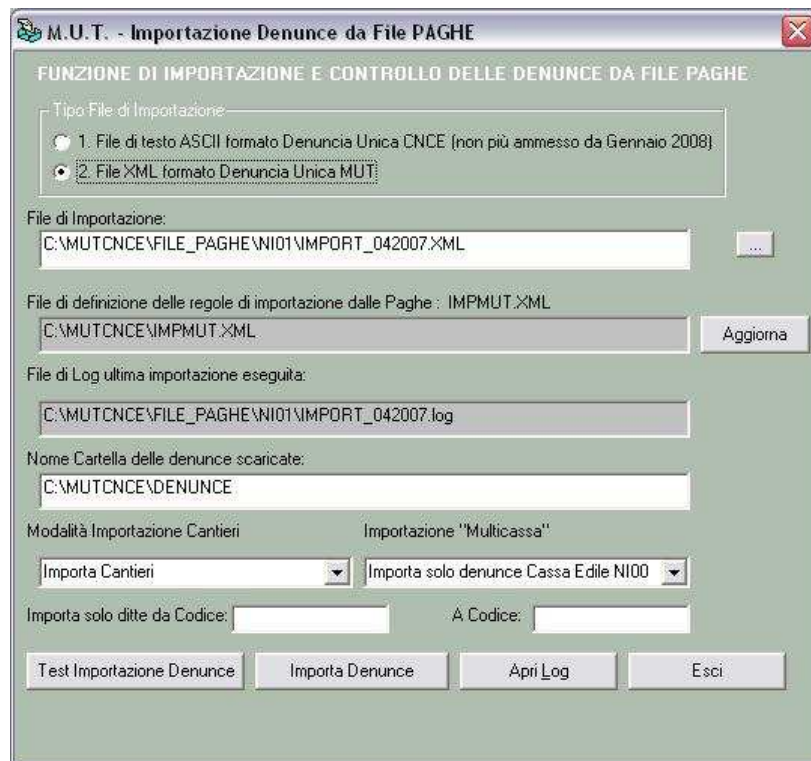 M.U.T. - Importazione Denunce da File PAGHE
FUNZIONE DI IMPORTAZIONE E CONTROLLO DELLE DENUNCE DA FILE PAGHE
Tipo File di Importazione
1. File di testo ASCII formato Denuncia Unica CNCE (non più ammesso da Gennaio 2008)
2. File XML formato Denuncia Unica MUT
File di Importazione:
C:\MUTCNCE\FILE_PAGHE\NI01\IMPORT_042007.XML
...
File di definizione delle regole di importazione dalle Paghe : IMPMUT.XML
C:\MUTCNCE\IMPMUT.XML
Aggiorna
File di Log ultima importazione eseguita:
C:\MUTCNCE\FILE_PAGHE\NI01\IMPORT_042007.log
Nome Cartella delle denunce scaricate:
C:\MUTCNCE\DENUNCE
Modalità Importazione Cantieri Importazione "Multicassa"
Importa Cantieri Importa solo denunce Cassa Edile NI00
Importa solo ditte da Codice: A Codice:
Test Importazione Denunce Importa Denunce Apri Log Esci